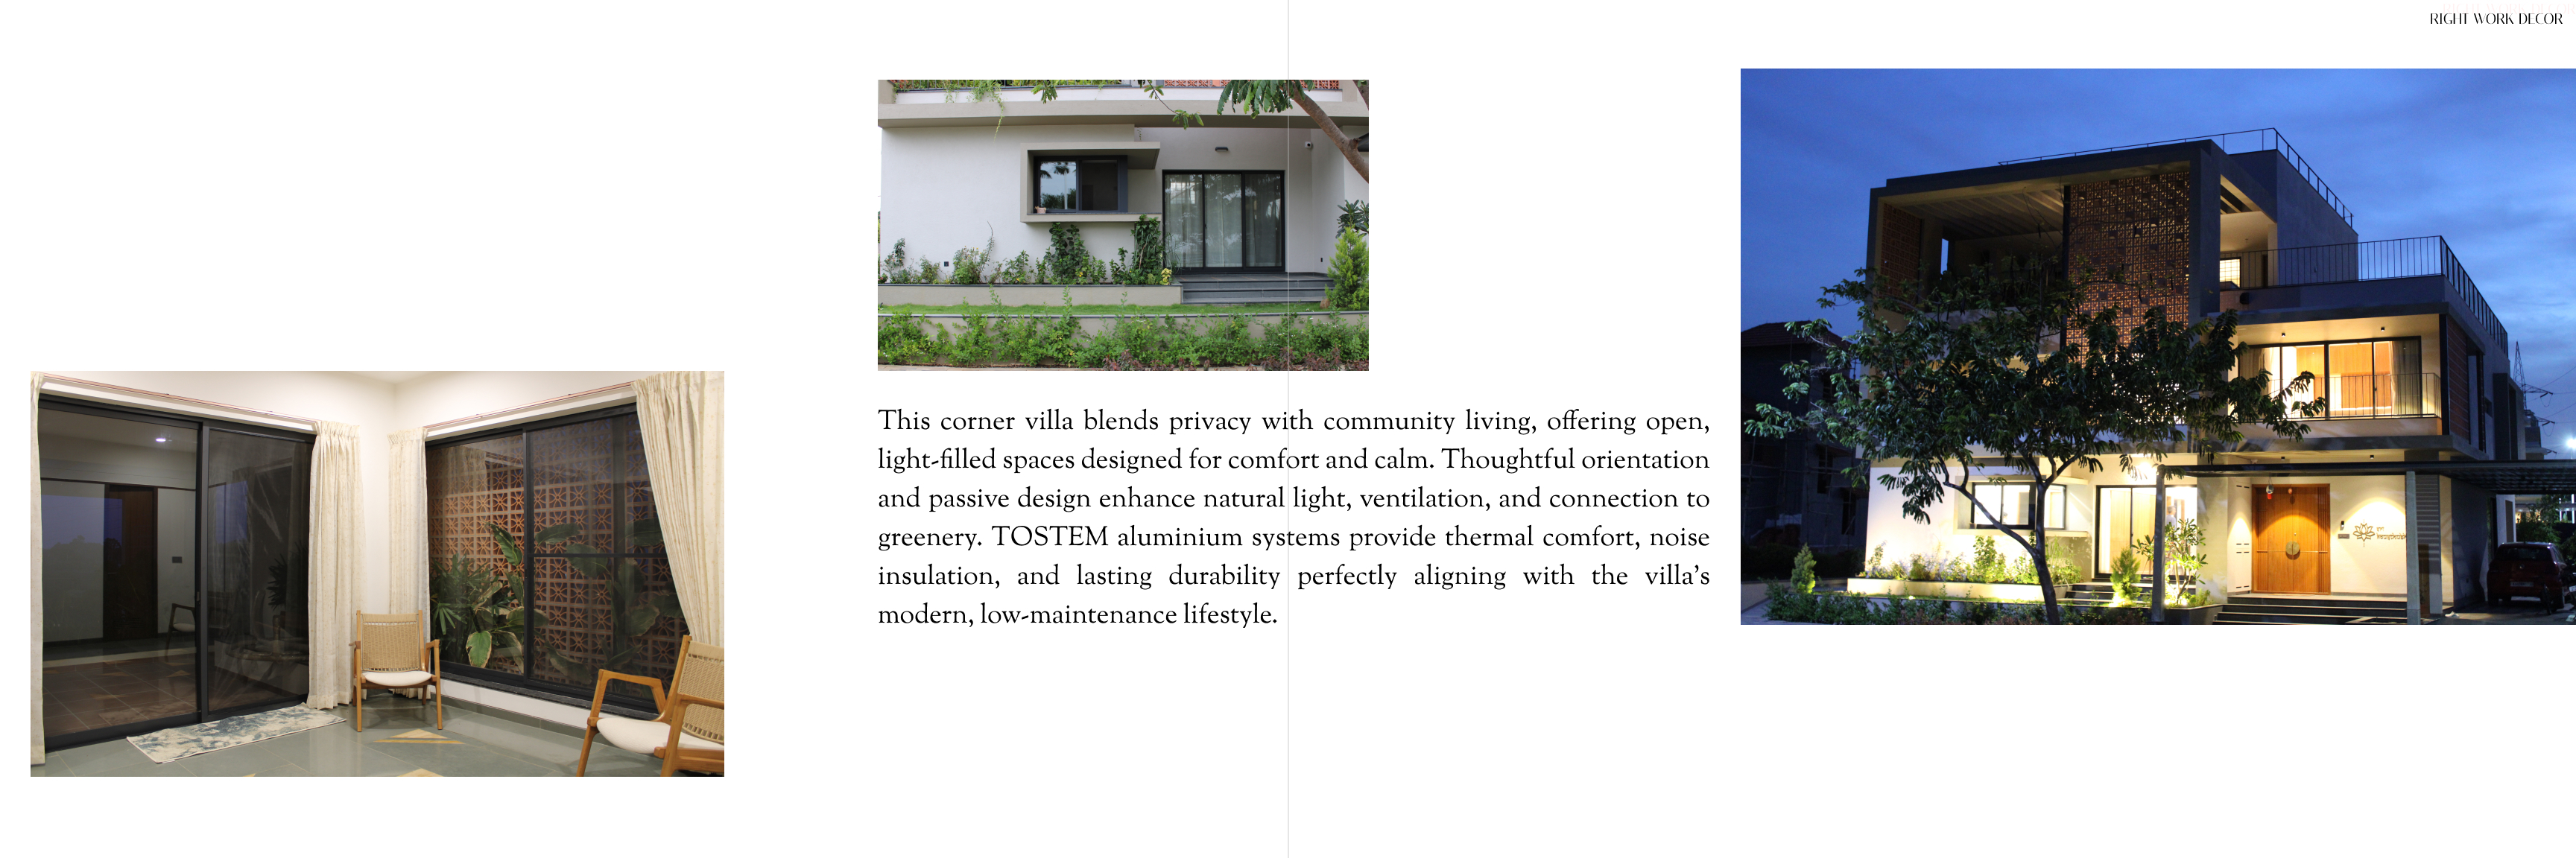 RIGHT WORK DECOR
This corner villa blends privacy with community living, offering open,
light-filled spaces designed for comfort and calm. Thoughtful orientation
and passive design enhance natural light, ventilation, and connection to
greenery. TOSTEM aluminium systems provide thermal comfort, noise
insulation, and lasting durability perfectly aligning with the villa's
modern, low-maintenance lifestyle.